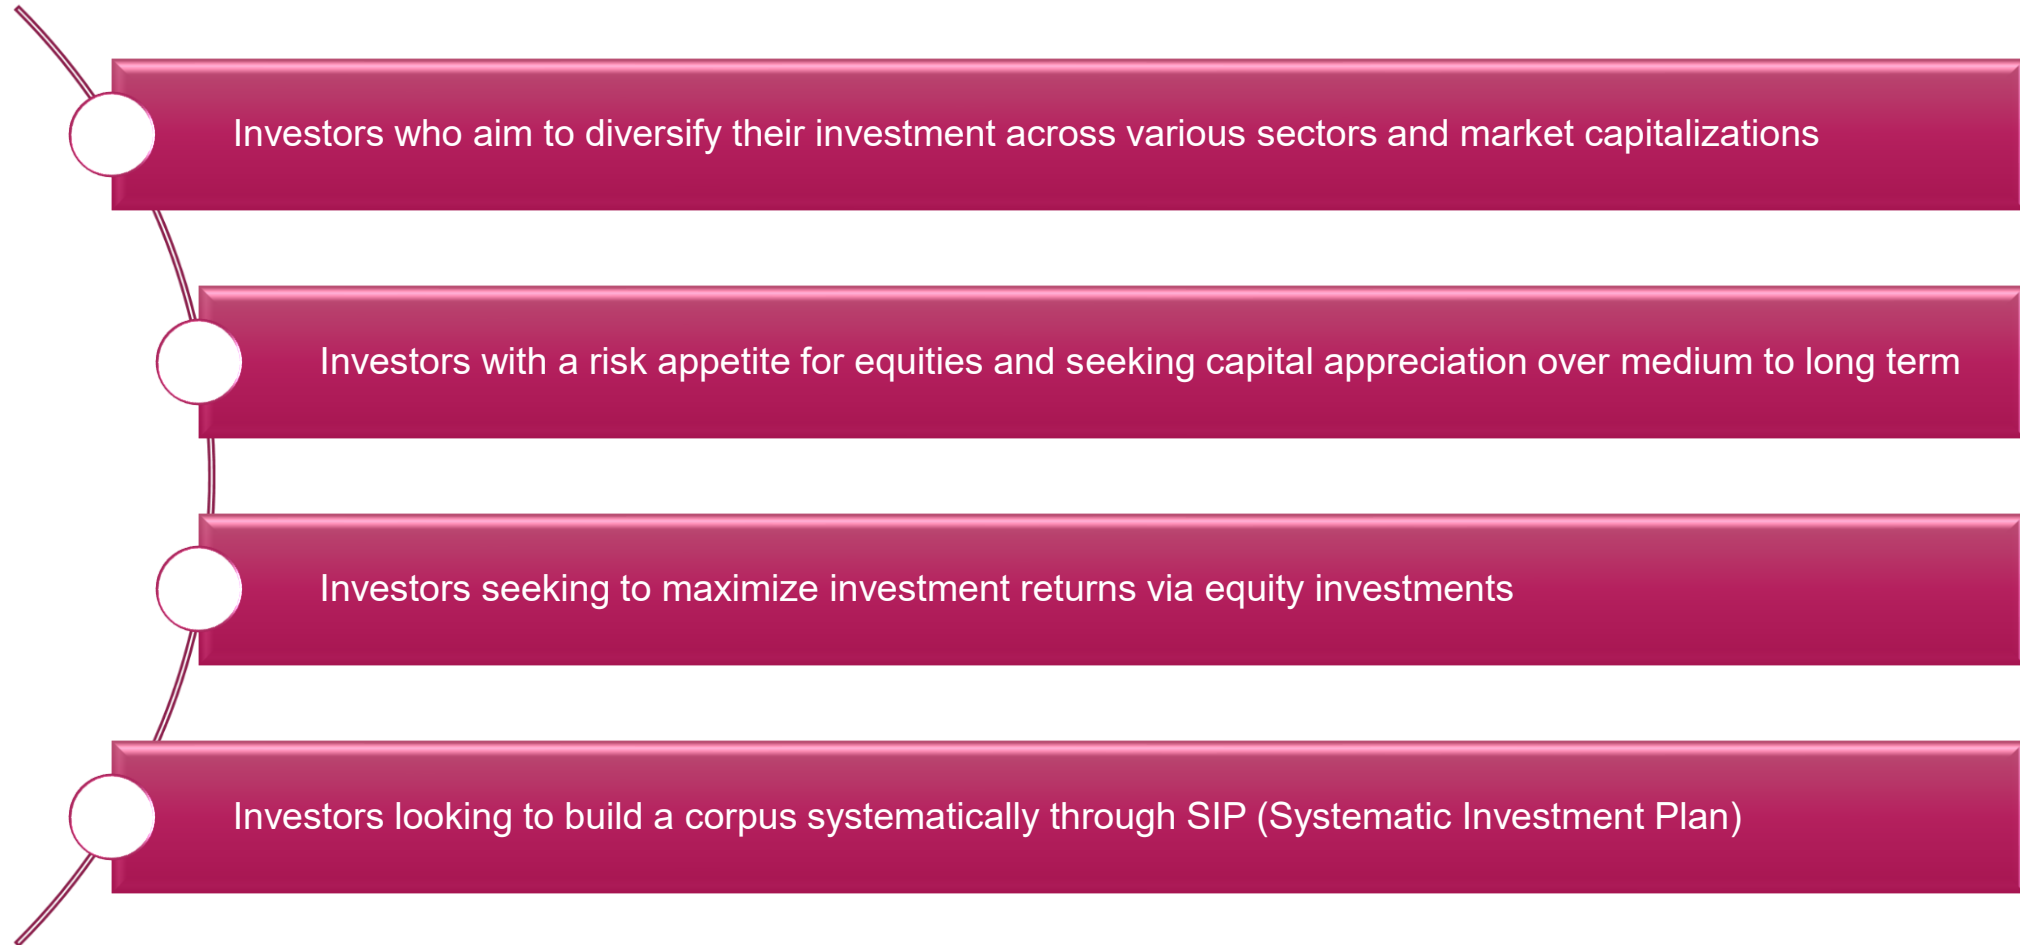 Investors who aim to diversify their investment across various sectors and market capitalizations
Investors with a risk appetite for equities and seeking capital appreciation over medium to long term
Investors seeking to maximize investment returns via equity investments
Investors looking to build a corpus systematically through SIP (Systematic Investment Plan)